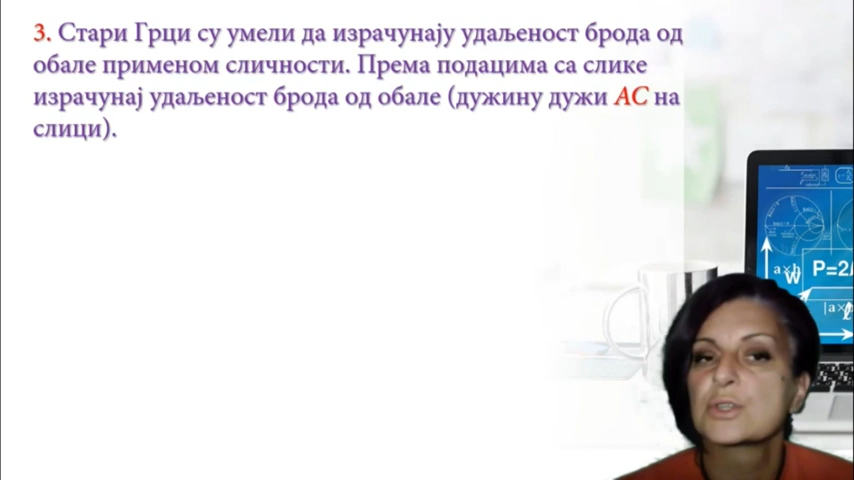 3. Стари Грци су умели да израчунају удаљеност брода од
обале применом сличности. Према подацима са слике
израчунај удаљеност брода од обале (дужину дужи AC на
слици).
P=2